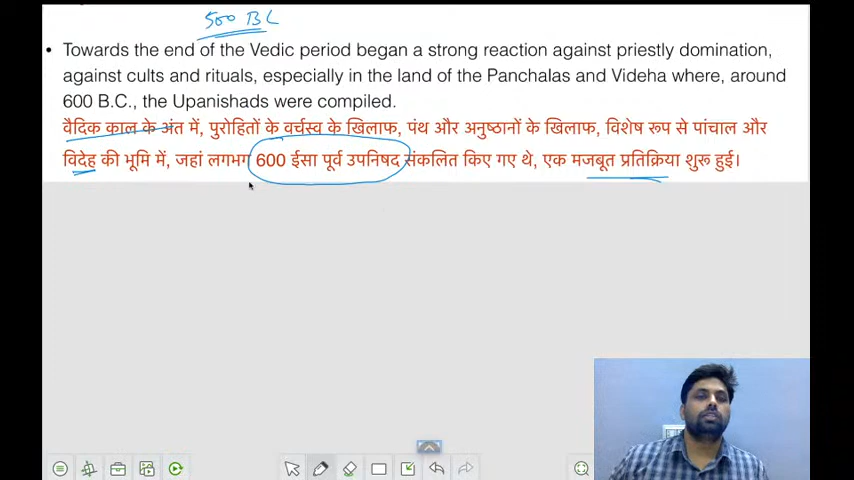 500 BC
• Towards the end of the Vedic period began a strong reaction against priestly domination,
against cults and rituals, especially in the land of the Panchalas and Videha where, around
600 B.C., the Upanishads were compiled.
वैदिक काल के अंत में, पुरोहितों के वर्चस्व के खिलाफ, पंथ और अनुष्ठानों के खिलाफ, विशेष रूप से पांचाल और
विदेह की भूमि में, जहां लगभग 600 ईसा पूर्व उपनिषद संकलित किए गए थे, एक मजबूत प्रतिक्रिया शुरू हुई।